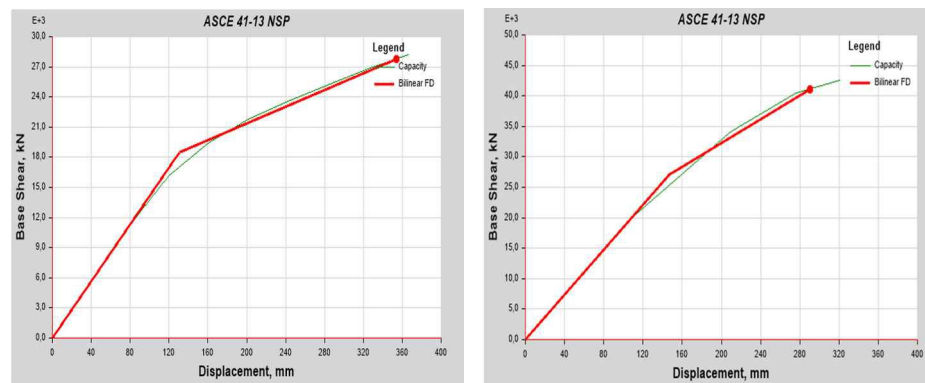 ASCE 41-13 NSP
E+3
30,0
27,0
24,0
21,0
18,0
15,0
12,0
9,0
6,0
3,0
0,0
Base Shear, kN
Legend
Capacity
Bilinear FD
0 40 80 120 160 200 240 280 320 360 400
Displacement, mm
ASCE 41-13 NSP
E+3
50,0
45,0
40,0
35,0
30,0
25,0
20,0
15,0
10,0
5,0
0,0
Base Shear, kN
Legend
Capacity
Bilinear FD
0 40 80 120 160 200 240 280 320 360 400
Displacement, mm